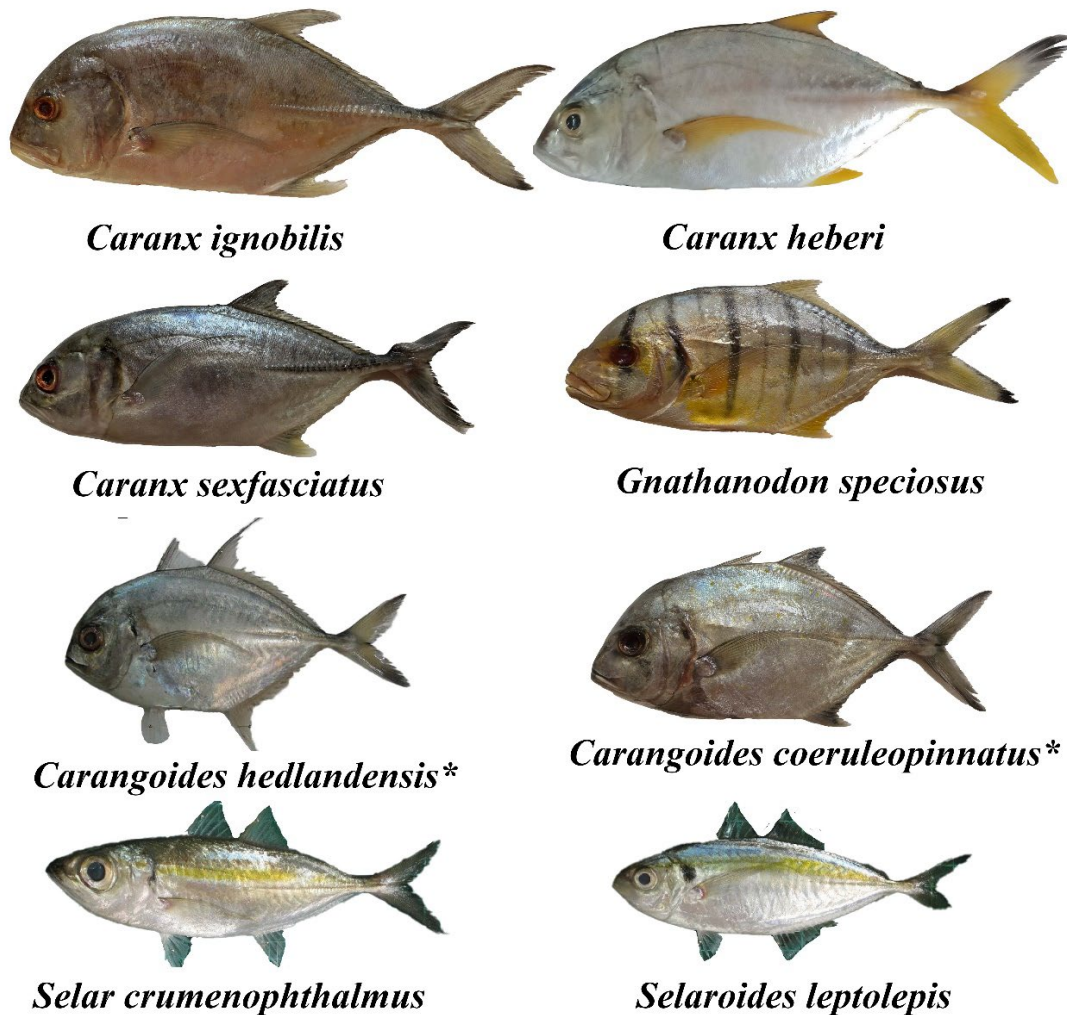 Caranx ignobilis
Caranx heberi
Caranx sexfasciatus
Gnathanodon speciosus
Carangoides hedlandensis*
Carangoides coeruleopinnatus*
Selar crumenophthalmus
Selaroides leptolepis